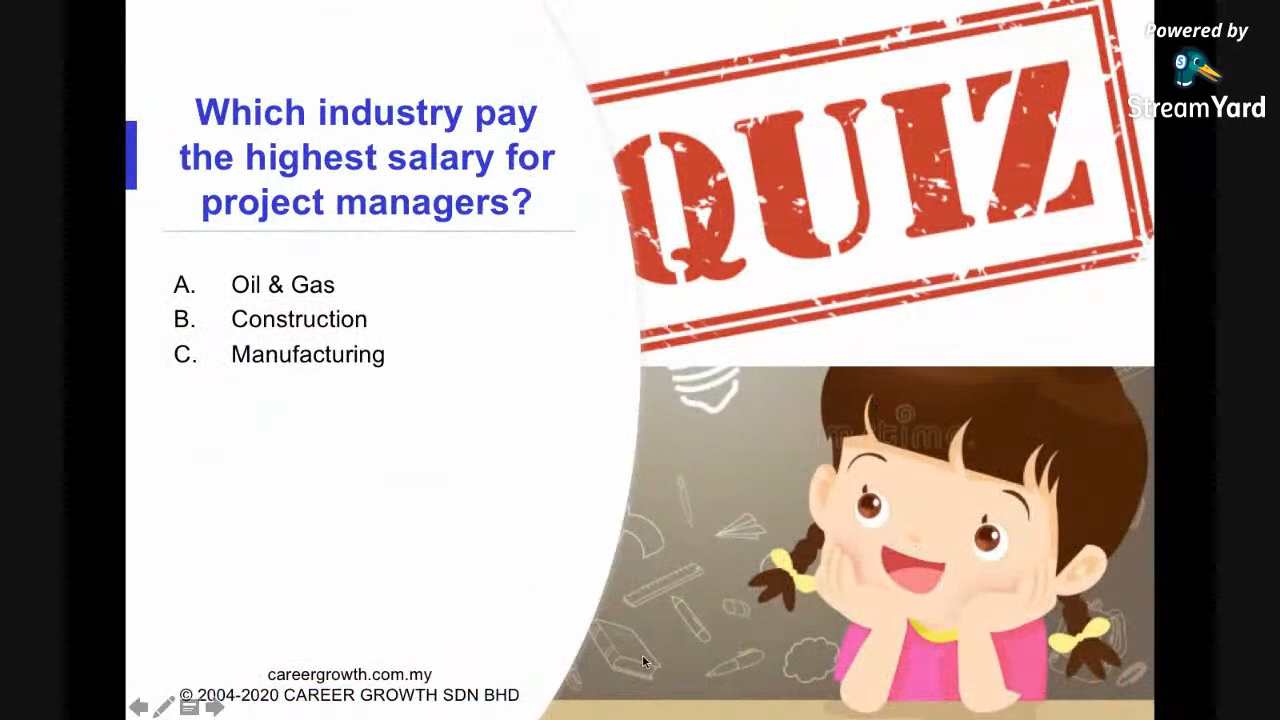 Which industry pay
the highest salary for
project managers?
A. Oil & Gas
B. Construction
C. Manufacturing
careergrowth.com.my
© 2004-2020 CAREER GROWTH SDN BHD
QUIZ
Powered by
S
StreamYard